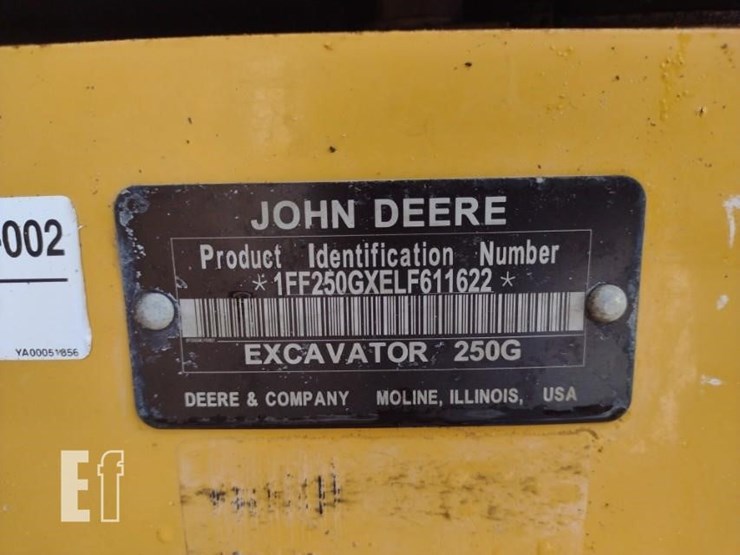 -002
YA00051856
JOHN DEERE
Product Identification Number
*1FF250GXELF611622*
EXCAVATOR 250G
DEERE & COMPANY MOLINE, ILLINOIS, USA
Ef